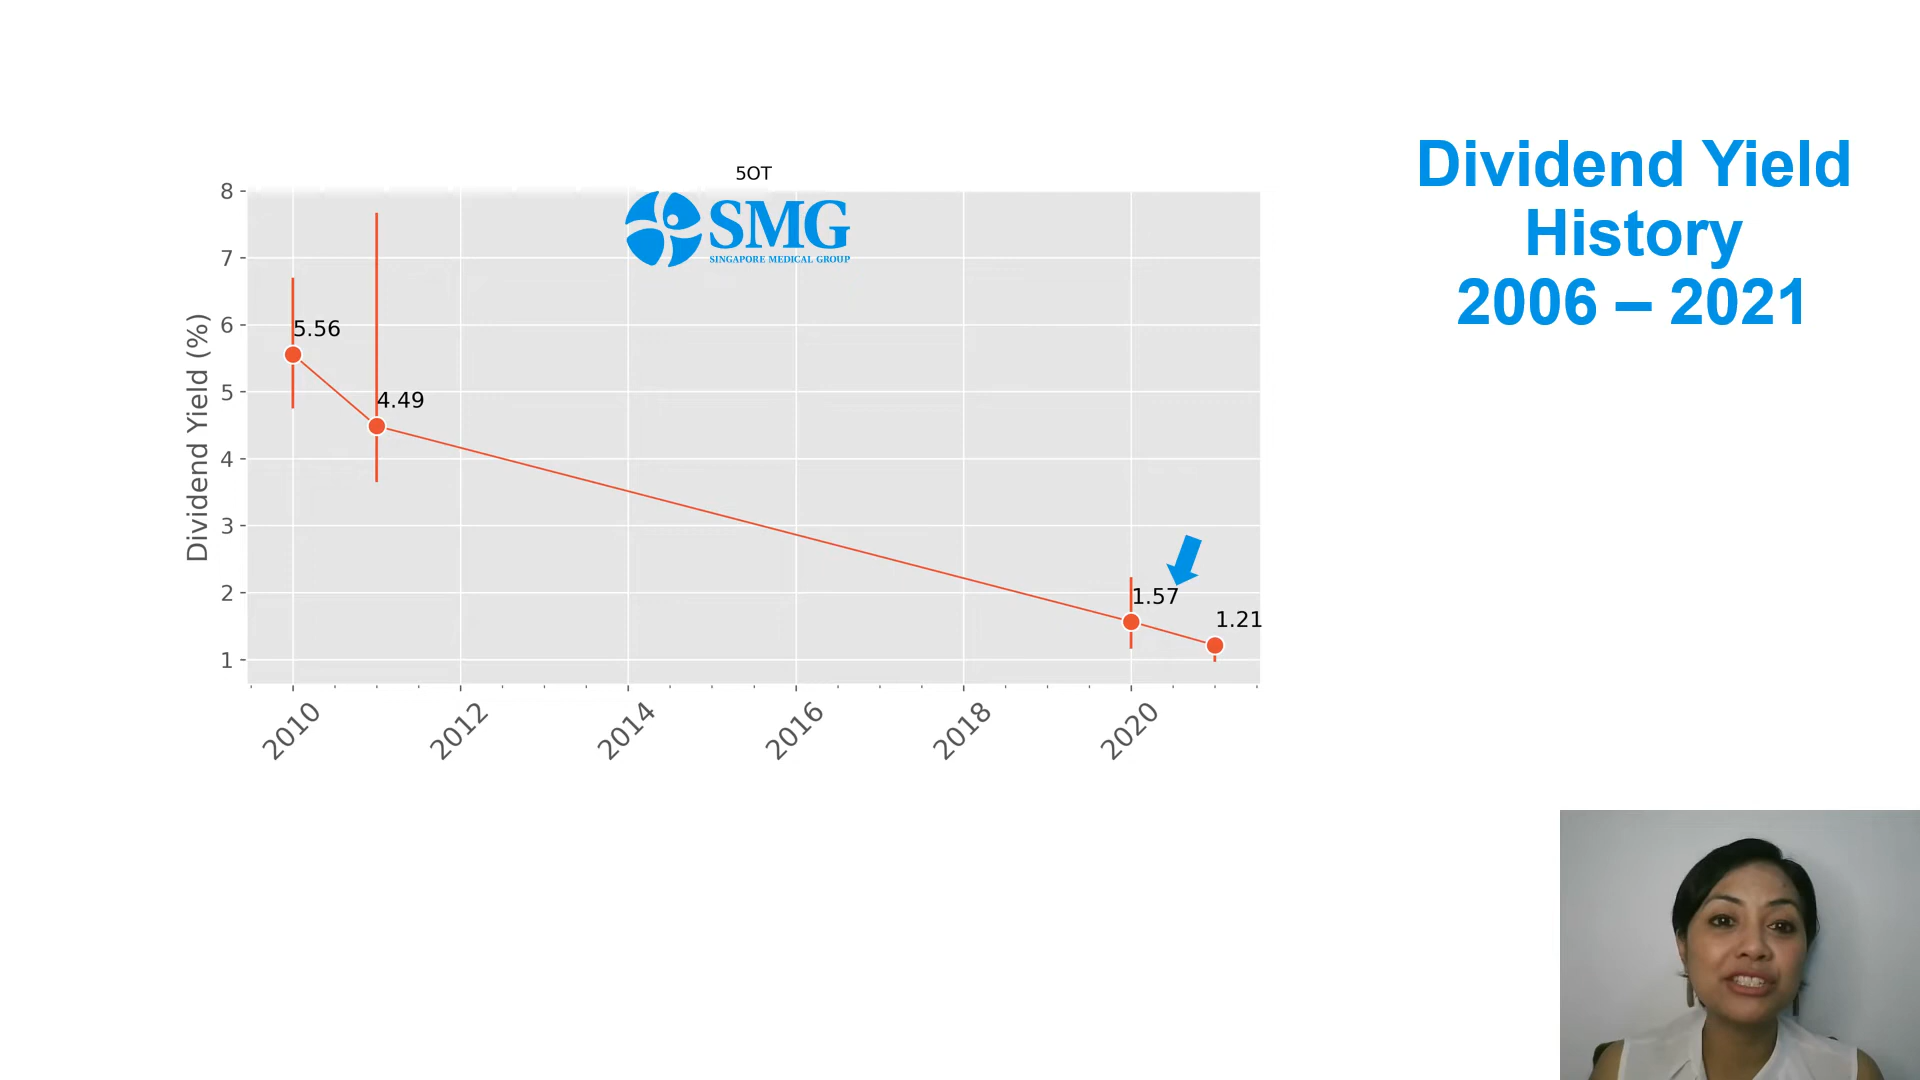 Dividend Yield
History
2006 – 2021
5OT
SMG
SINGAPORE MEDICAL GROUP
Dividend Yield (%)
8
7
6
5
4
3
2
1
5.56
4.49
1.57
1.21
2010
2012
2014
2016
2018
2020